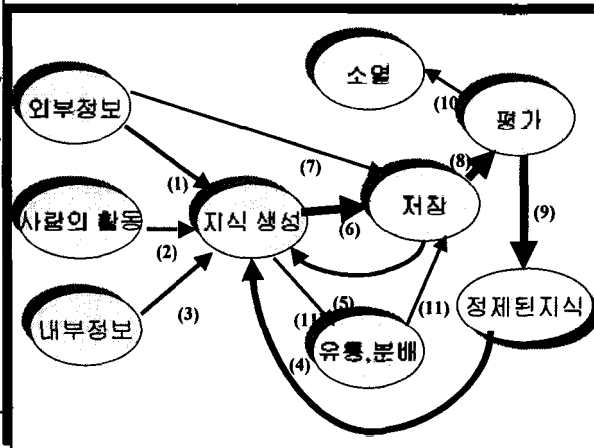 소멸
외부정보
(10)
평가
(7)
(8)
(1)
저장
사람의 활동
지식 생성
(6)
(9)
(2)
(5)
정제된지식
내부정보
(3)
(11)
(11)
(4)
유통,분배